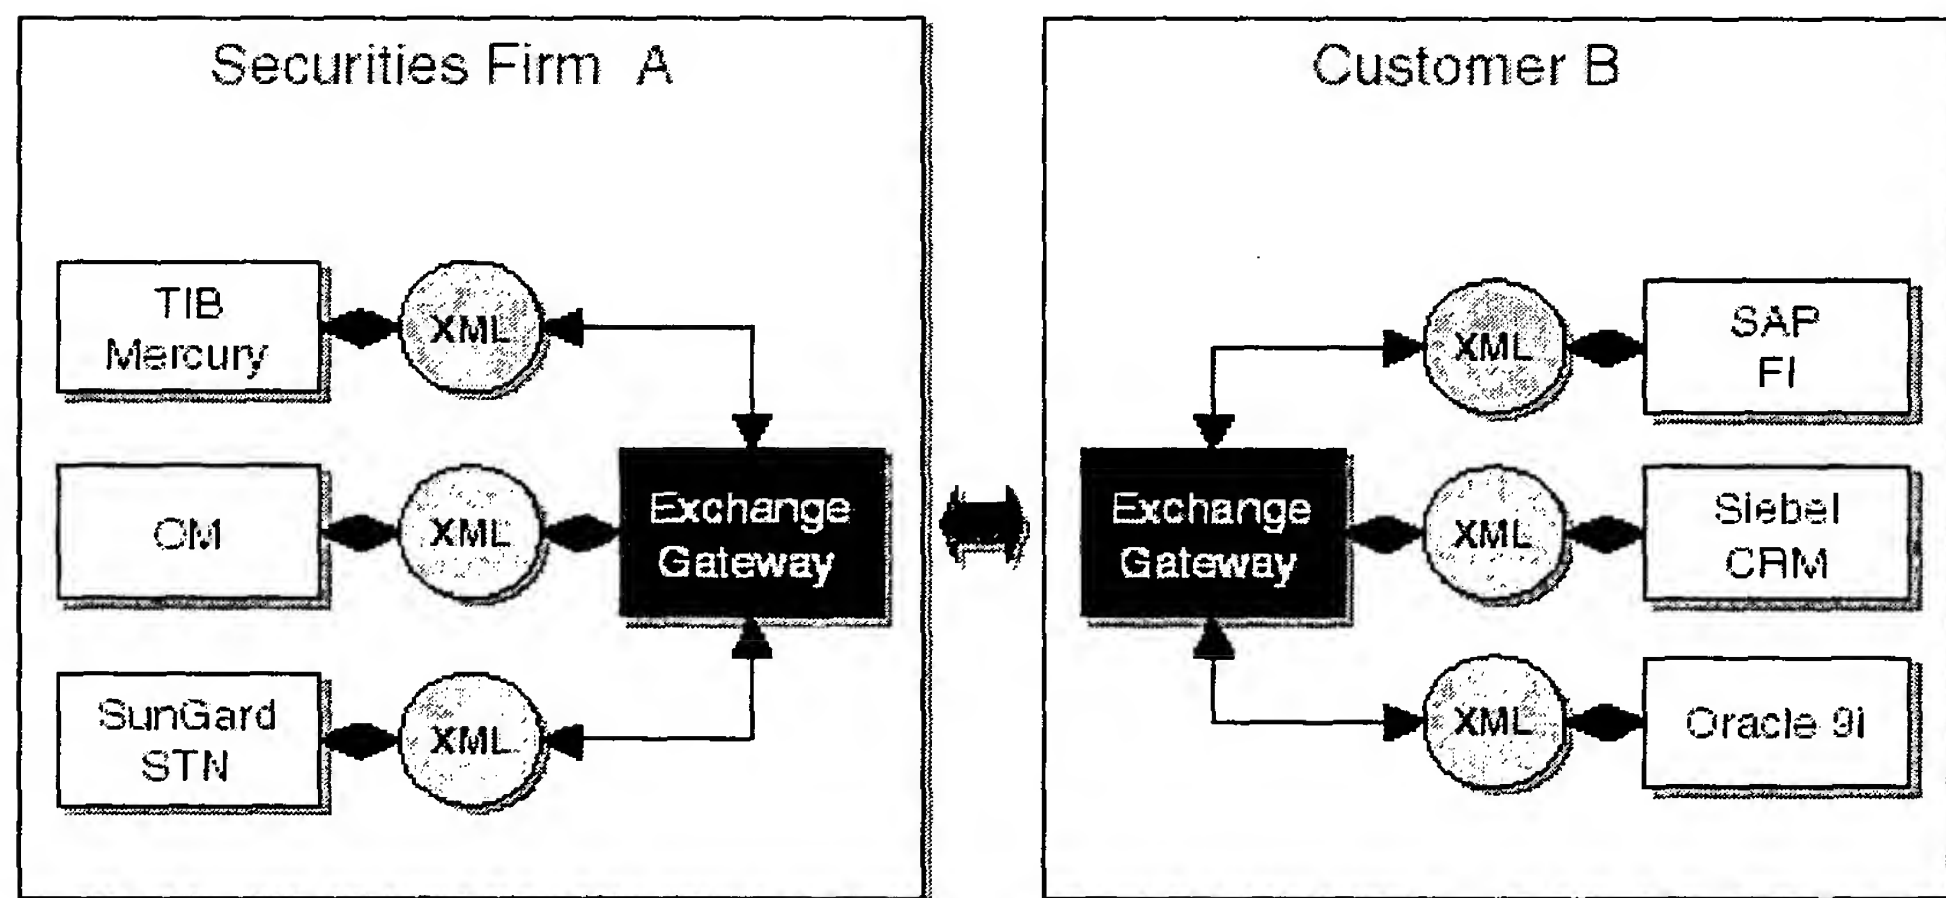 Securities Firm A
TIB
Mercury
XML
OM
XML
Exchange
Gateway
SunGard
STN
XML
Customer B
XML
SAP
FI
Exchange
Gateway
XML
Siebel
CRM
XML
Oracle 9i